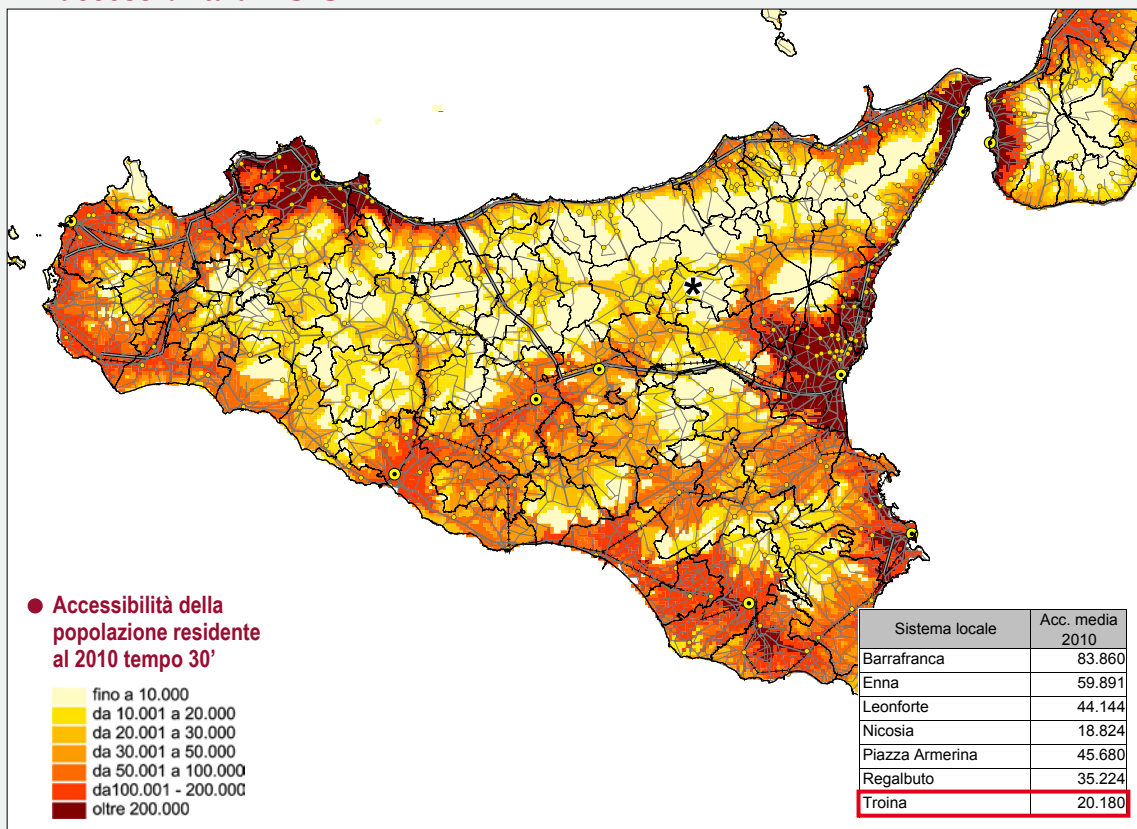 *
● Accessibilità della
popolazione residente
al 2010 tempo 30’
fino a 10.000
da 10.001 a 20.000
da 20.001 a 30.000
da 30.001 a 50.000
da 50.001 a 100.000
da100.001 - 200.000
oltre 200.000
Sistema locale Acc. media 2010
Barrafranca 83.860
Enna 59.891
Leonforte 44.144
Nicosia 18.824
Piazza Armerina 45.680
Regalbuto 35.224
Troina 20.180